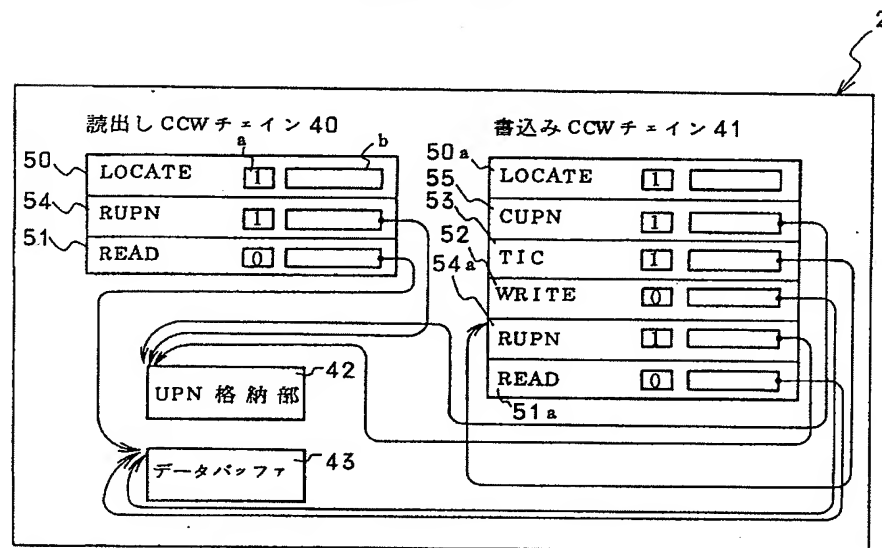 2
読出しCCWチェイン40
a
b
50
LOCATE 1
54
RUPN 1
51
READ 0
書込みCCWチェイン41
50a
LOCATE 1
55
CUPN 1
53
TIC 1
52
WRITE 0
54a
RUPN 1
READ 0
51a
42
UPN格納部
43
データバッファ